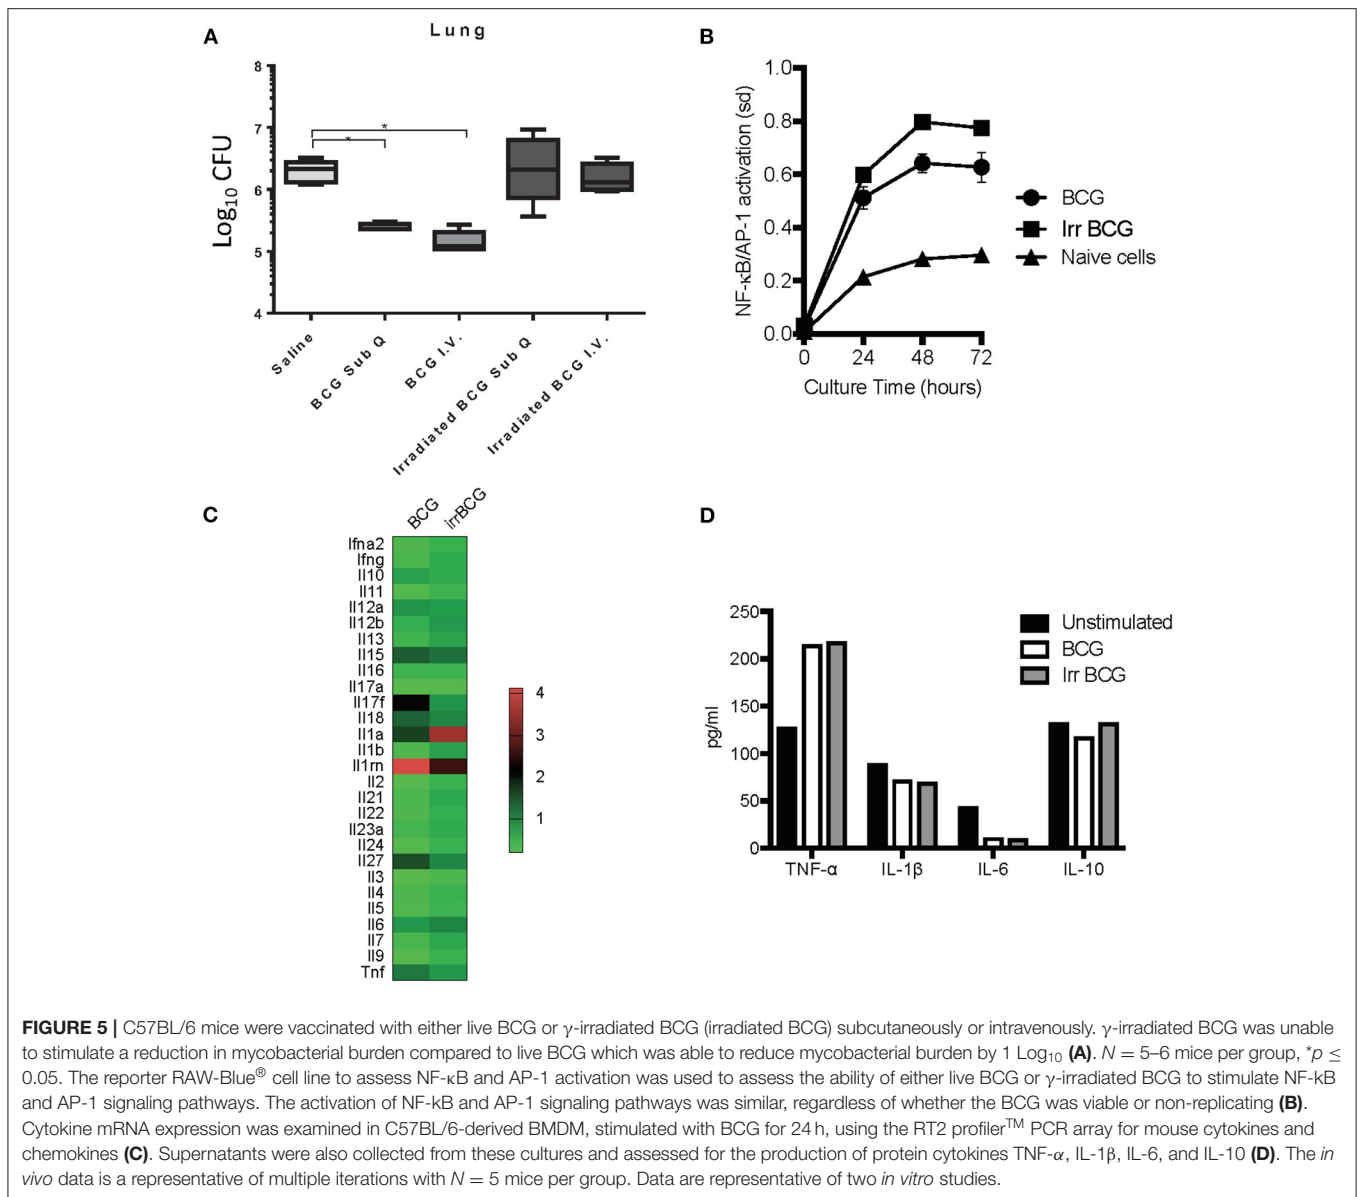 A
Lung
Log10 CFU
8
7
6
5
4
*
*
Saline
BCG Sub Q
BCG I.V.
Irradiated BCG Sub Q
Irradiated BCG I.V.
B
NF-κB/AP-1 activation (sd)
1.0
0.8
0.6
0.4
0.2
0.0
0 24 48 72
Culture Time (hours)
BCG
Irr BCG
Naive cells
C
BCG irrBCG
Ifna2
Ifng
Il10
Il11
Il12a
Il12b
Il13
Il15
Il16
Il17a
Il17f
Il18
Il1a
Il1b
Il1rn
Il2
Il21
Il22
Il23a
Il24
Il27
Il3
Il4
Il5
Il6
Il7
Il9
Tnf
4
3
2
1
D
pg/ml
250
200
150
100
50
0
TNF-α IL-1β IL-6 IL-10
Unstimulated
BCG
Irr BCG
FIGURE 5 | C57BL/6 mice were vaccinated with either live BCG or γ-irradiated BCG (irradiated BCG) subcutaneously or intravenously. γ-irradiated BCG was unable
to stimulate a reduction in mycobacterial burden compared to live BCG which was able to reduce mycobacterial burden by 1 Log10 (A). N = 5–6 mice per group, *p ≤
0.05. The reporter RAW-Blue® cell line to assess NF-κB and AP-1 activation was used to assess the ability of either live BCG or γ-irradiated BCG to stimulate NF-kB
and AP-1 signaling pathways. The activation of NF-kB and AP-1 signaling pathways was similar, regardless of whether the BCG was viable or non-replicating (B).
Cytokine mRNA expression was examined in C57BL/6-derived BMDM, stimulated with BCG for 24 h, using the RT2 profiler™ PCR array for mouse cytokines and
chemokines (C). Supernatants were also collected from these cultures and assessed for the production of protein cytokines TNF-α, IL-1β, IL-6, and IL-10 (D). The in
vivo data is a representative of multiple iterations with N = 5 mice per group. Data are representative of two in vitro studies.